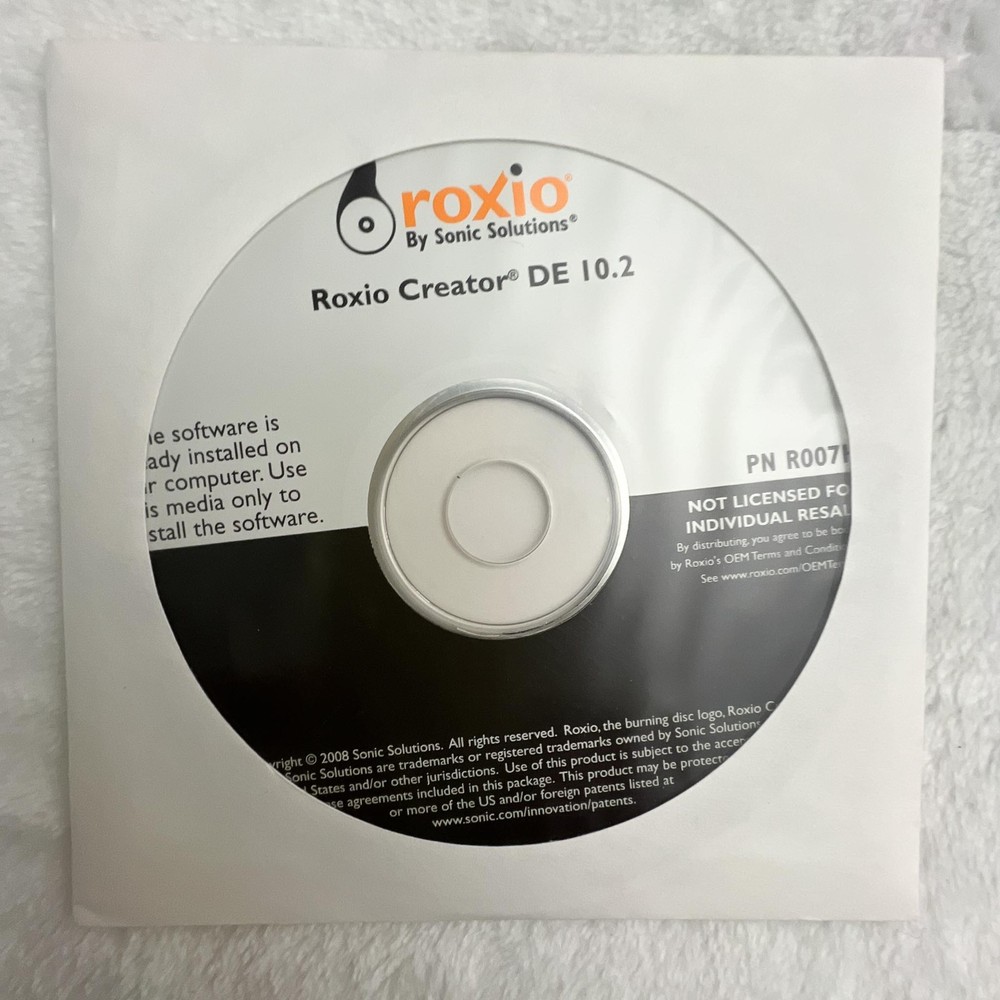 roxio®
By Sonic Solutions®
Roxio Creator® DE 10.2
e software is
ady installed on
r computer. Use
is media only to
stall the software.
PN R007
NOT LICENSED FO
INDIVIDUAL RESAL
By distributing, you agree to be bo
by Roxio's OEM Terms and Conditi
See www.roxio.com/OEMTer
right © 2008 Sonic Solutions. All rights reserved. Roxio, the burning disc logo, Roxio C
Sonic Solutions are trademarks or registered trademarks owned by Sonic Solution
States and/or other jurisdictions. Use of this product is subject to the accep
se agreements included in this package. This product may be protect
or more of the US and/or foreign patents listed at
www.sonic.com/innovation/patents.